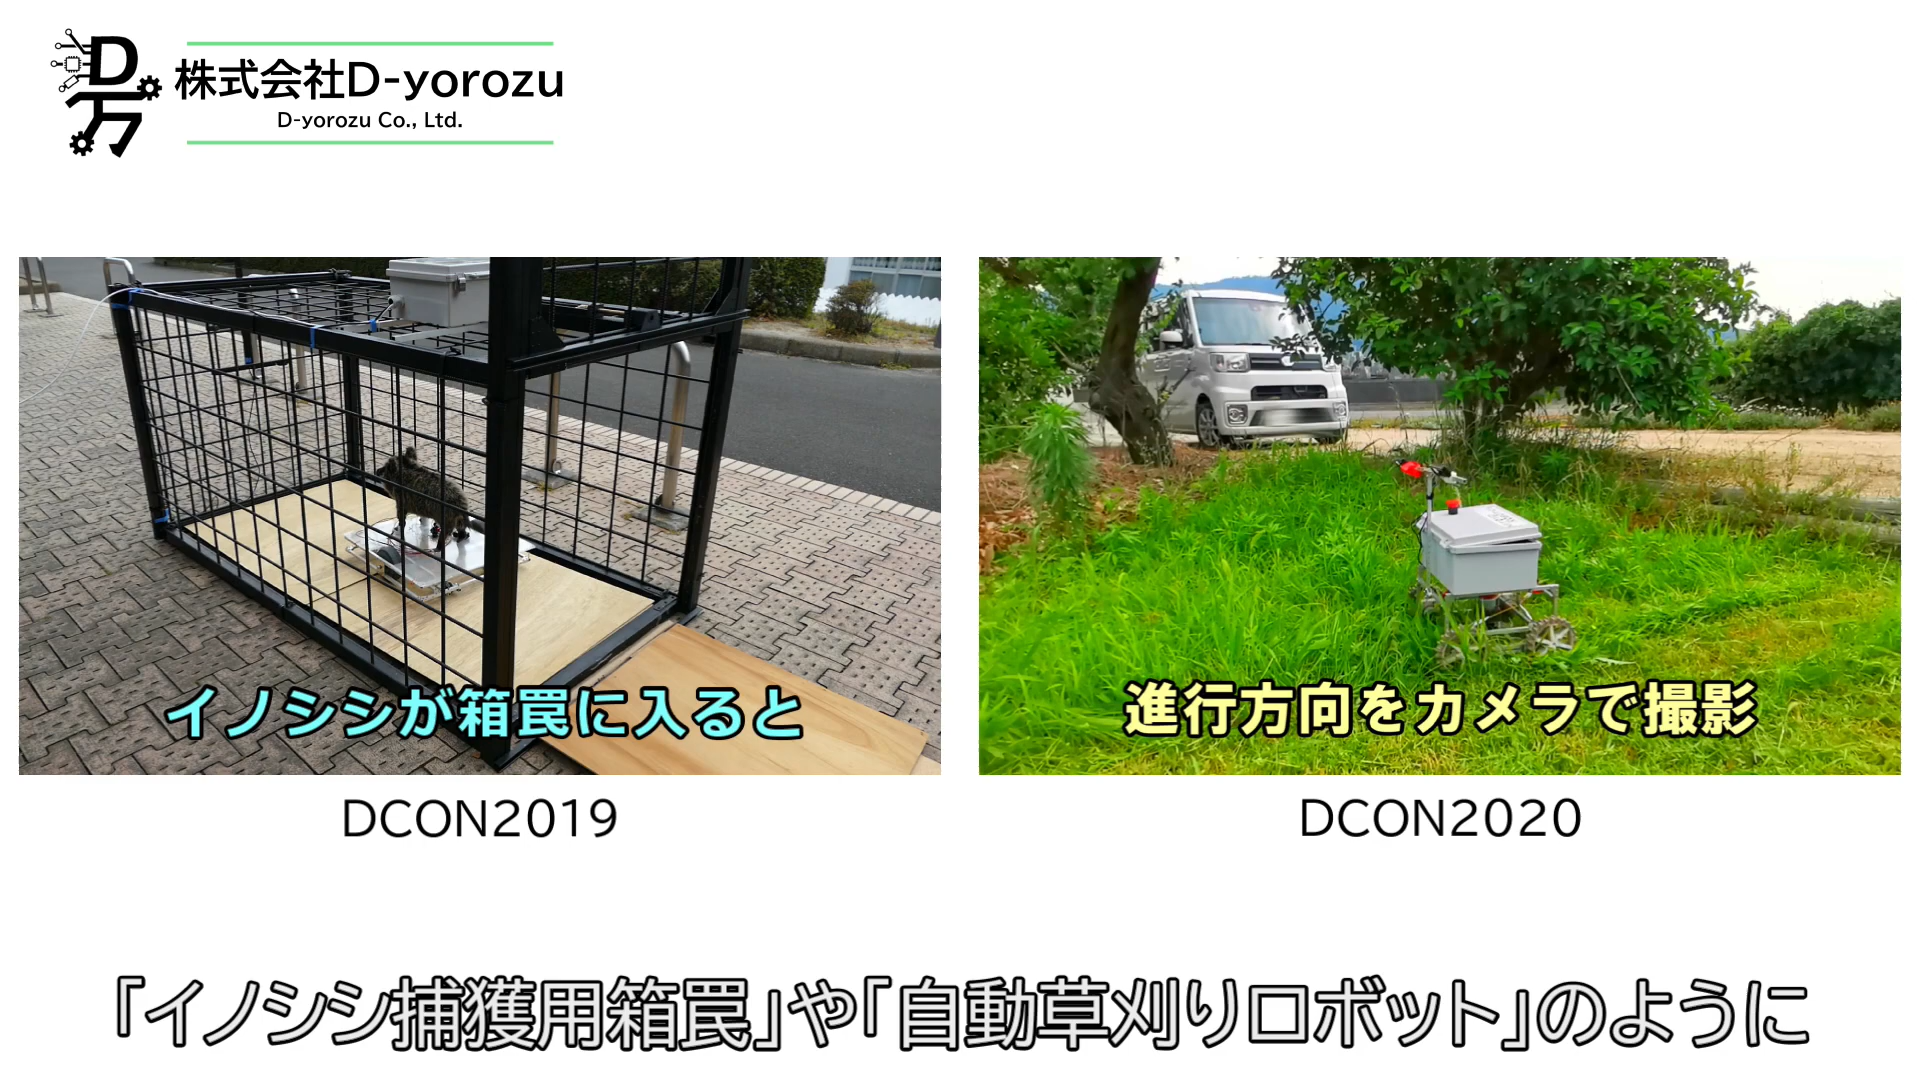 D万
株式会社D-yorozu
D-yorozu Co., Ltd.
イノシシが箱罠に入ると
進行方向をカメラで撮影
DCON2019
DCON2020
「イノシシ捕獲用箱罠」や「自動草刈りロボット」のように